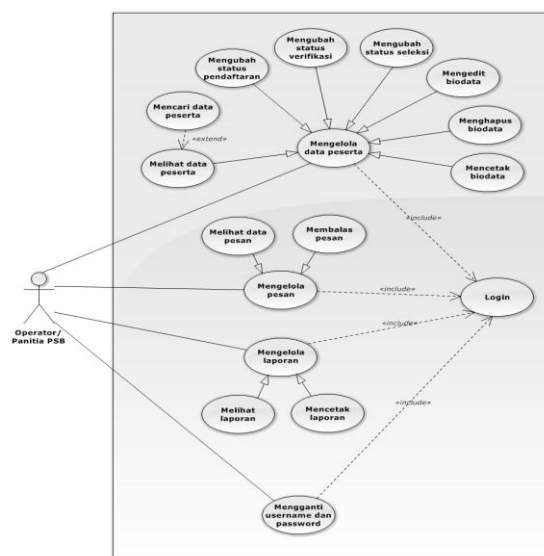 Mengubah
status
verifikasi
Mengubah
status seleksi
Mengubah
status
pendaftaran
Mengedit
biodata
Mencari data
peserta
«extend»
Melihat data
peserta
Mengelola
data peserta
Menghapus
biodata
Mencetak
biodata
«include»
Melihat data
pesan
Membalas
pesan
Mengelola
pesan
«include»
Login
Operator/
Panitia PSB
«include»
Mengelola
laporan
Melihat
laporan
Mencetak
laporan
«include»
Mengganti
username dan
password